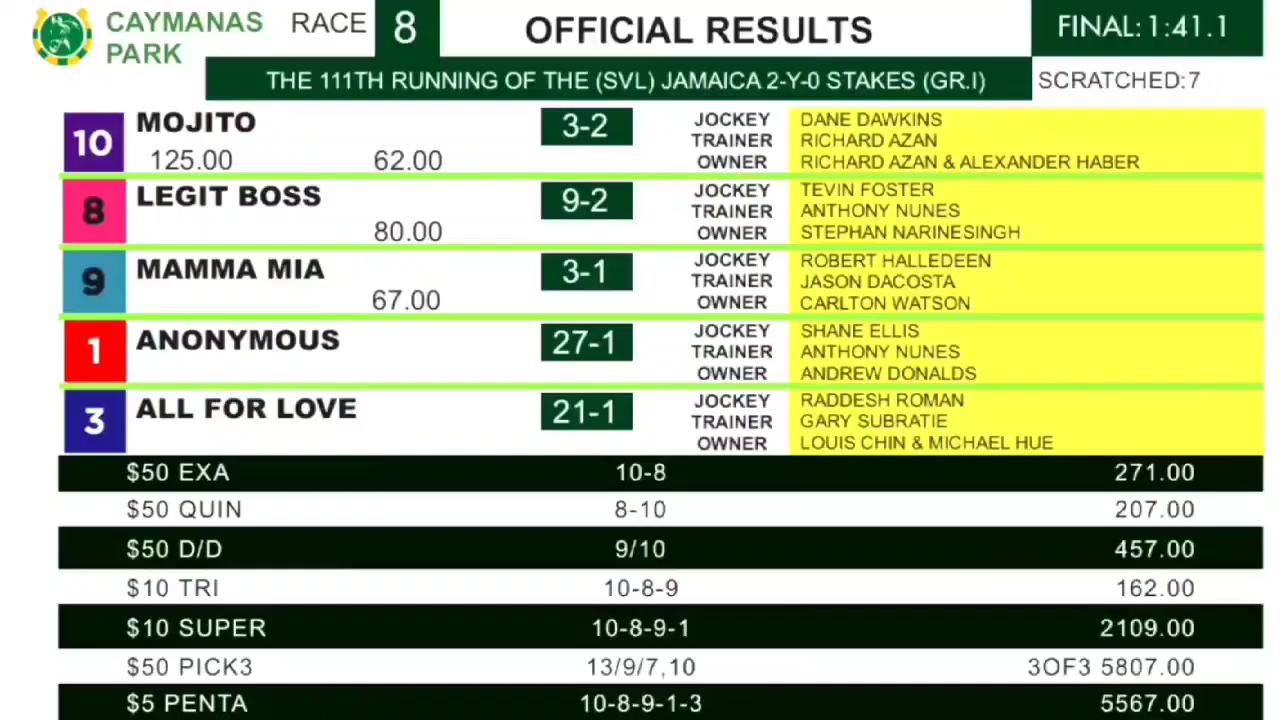 CAYMANAS PARK
RACE 8
OFFICIAL RESULTS
FINAL: 1:41.1
THE 111TH RUNNING OF THE (SVL) JAMAICA 2-Y-0 STAKES (GR.I)
SCRATCHED:7
10 MOJITO 3-2 JOCKEY DANE DAWKINS
TRAINER RICHARD AZAN
125.00 62.00 OWNER RICHARD AZAN & ALEXANDER HABER
8 LEGIT BOSS 9-2 JOCKEY TEVIN FOSTER
TRAINER ANTHONY NUNES
80.00 OWNER STEPHAN NARINESINGH
9 MAMMA MIA 3-1 JOCKEY ROBERT HALLEDEEN
TRAINER JASON DACOSTA
67.00 OWNER CARLTON WATSON
1 ANONYMOUS 27-1 JOCKEY SHANE ELLIS
TRAINER ANTHONY NUNES
OWNER ANDREW DONALDS
3 ALL FOR LOVE 21-1 JOCKEY RADDESH ROMAN
TRAINER GARY SUBRATIE
OWNER LOUIS CHIN & MICHAEL HUE
$50 EXA 10-8 271.00
$50 QUIN 8-10 207.00
$50 D/D 9/10 457.00
$10 TRI 10-8-9 162.00
$10 SUPER 10-8-9-1 2109.00
$50 PICK3 13/9/7,10 3OF3 5807.00
$5 PENTA 10-8-9-1-3 5567.00